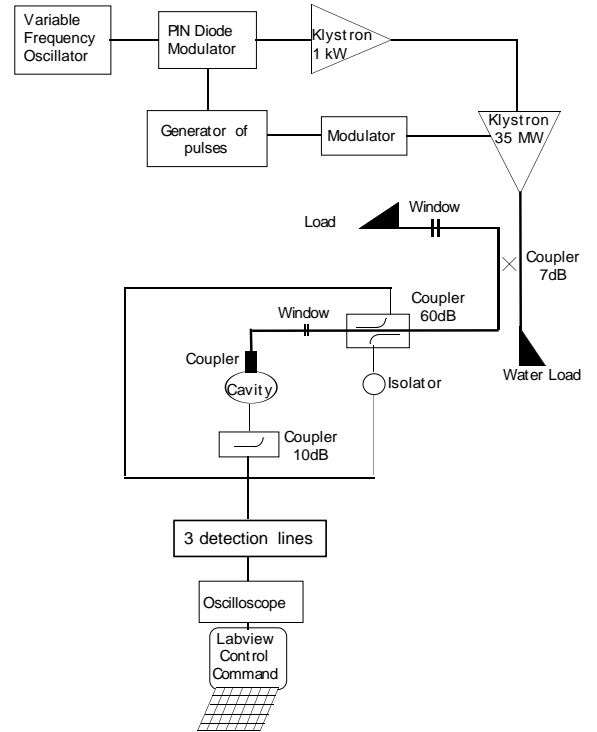 Variable
Frequency
Oscillator
PIN Diode
Modulator
Klystron
1 kW
Generator of
pulses
Modulator
Klystron
35 MW
Load
Window
Coupler
7dB
Window
Coupler
60dB
Coupler
Cavity
Isolator
Water Load
Coupler
10dB
3 detection lines
Oscilloscope
Labview
Control
Command